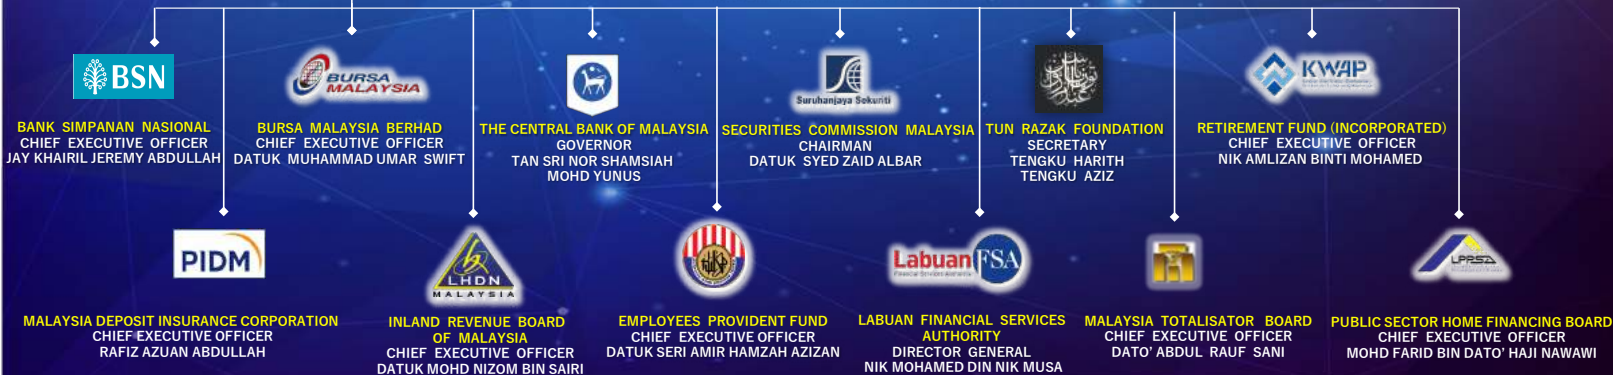 BSN
BANK SIMPANAN NASIONAL
CHIEF EXECUTIVE OFFICER
JAY KHAIRIL JEREMY ABDULLAH
BURSA
MALAYSIA
BURSA MALAYSIA BERHAD
CHIEF EXECUTIVE OFFICER
DATUK MUHAMMAD UMAR SWIFT
THE CENTRAL BANK OF MALAYSIA
GOVERNOR
TAN SRI NOR SHAMSIAH
MOHD YUNUS
Suruhanjaya Sekuriti
SECURITIES COMMISSION MALAYSIA
CHAIRMAN
DATUK SYED ZAID ALBAR
TUN RAZAK FOUNDATION
SECRETARY
TENGKU HARITH
TENGKU AZIZ
KWAP
RETIREMENT FUND (INCORPORATED)
CHIEF EXECUTIVE OFFICER
NIK AMLIZAN BINTI MOHAMED
PIDM
MALAYSIA DEPOSIT INSURANCE CORPORATION
CHIEF EXECUTIVE OFFICER
RAFIZ AZUAN ABDULLAH
LHDN
MALAYSIA
INLAND REVENUE BOARD
OF MALAYSIA
CHIEF EXECUTIVE OFFICER
DATUK MOHD NIZOM BIN SAIRI
EMPLOYEES PROVIDENT FUND
CHIEF EXECUTIVE OFFICER
DATUK SERI AMIR HAMZAH AZIZAN
Labuan FSA
Financial Services Authority
LABUAN FINANCIAL SERVICES
AUTHORITY
DIRECTOR GENERAL
NIK MOHAMED DIN NIK MUSA
MALAYSIA TOTALISATOR BOARD
CHIEF EXECUTIVE OFFICER
DATO' ABDUL RAUF SANI
LPPSA
PUBLIC SECTOR HOME FINANCING BOARD
CHIEF EXECUTIVE OFFICER
MOHD FARID BIN DATO' HAJI NAWAWI